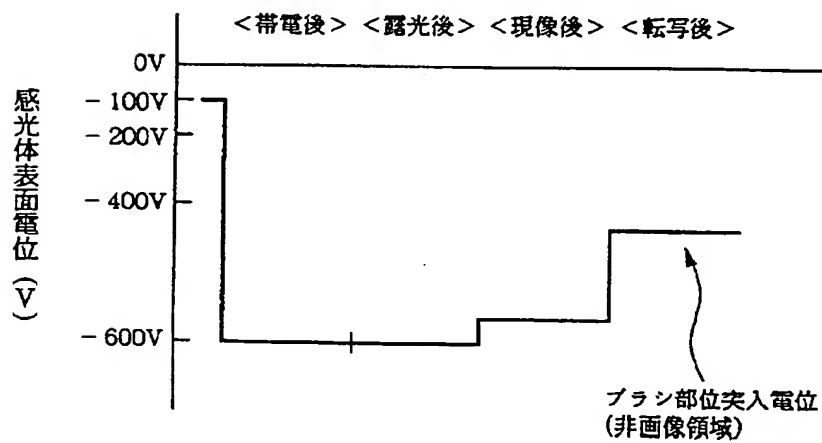 <帯電後> <露光後> <現像後> <転写後>
0V
-100V
-200V
-400V
-600V
感光体表面電位(V)
ブラシ部位突入電位
(非画像領域)